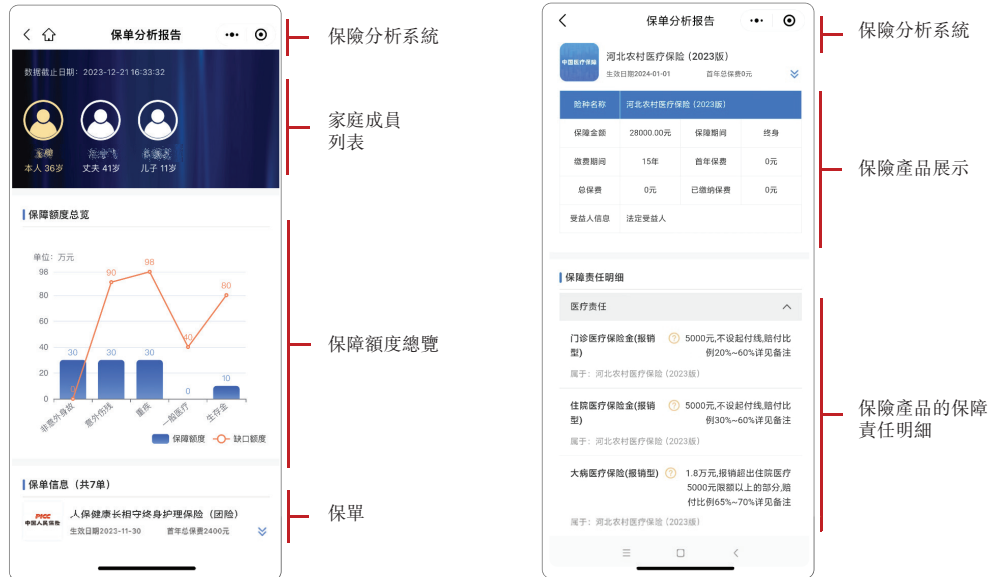 保单分析报告
数据截止日期：2023-12-21 16:33:32
本人 36岁
丈夫 41岁
儿子 11岁
保障额度总览
单位：万元
98
80
60
40
20
0
90
98
80
40
0
30
30
30
0
10
非意外身故
意外伤残
重疾
一般医疗
生存金
保障额度
缺口额度
保单信息（共7单）
PICC
中国人民保险
人保健康长相守终身护理保险（团险）
生效日期2023-11-30
首年总保费2400元
保險分析系統
家庭成員
列表
保障額度總覽
保單
保单分析报告
中国医疗保障
河北农村医疗保险（2023版）
生效日期2024-01-01
首年总保费0元
险种名称
河北农村医疗保险（2023版）
保障金额
28000.00元
保障期间
终身
缴费期间
15年
首年保费
0元
总保费
0元
已缴纳保费
0元
受益人信息
法定受益人
保障责任明细
医疗责任
门诊医疗保险金(报销
5000元,不设起付线,赔付比
型)
例20%~60%详见备注
属于：河北农村医疗保险（2023版）
住院医疗保险金(报销
5000元,不设起付线,赔付比
型)
例30%~60%详见备注
属于：河北农村医疗保险（2023版）
大病医疗保险(报销型)
1.8万元,报销超出住院医疗
5000元限额以上的部分,赔
付比例65%~70%详见备注
属于：河北农村医疗保险（2023版）
保險分析系統
保險產品展示
保險產品的保障
責任明細